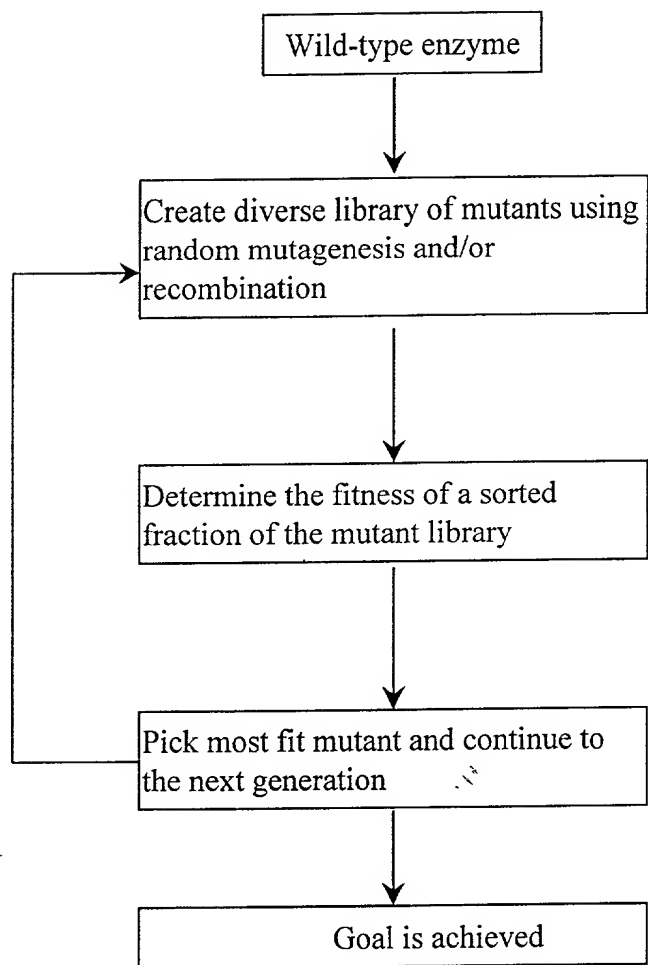 Wild-type enzyme
Create diverse library of mutants using
random mutagenesis and/or
recombination
Determine the fitness of a sorted
fraction of the mutant library
Pick most fit mutant and continue to
the next generation
Goal is achieved